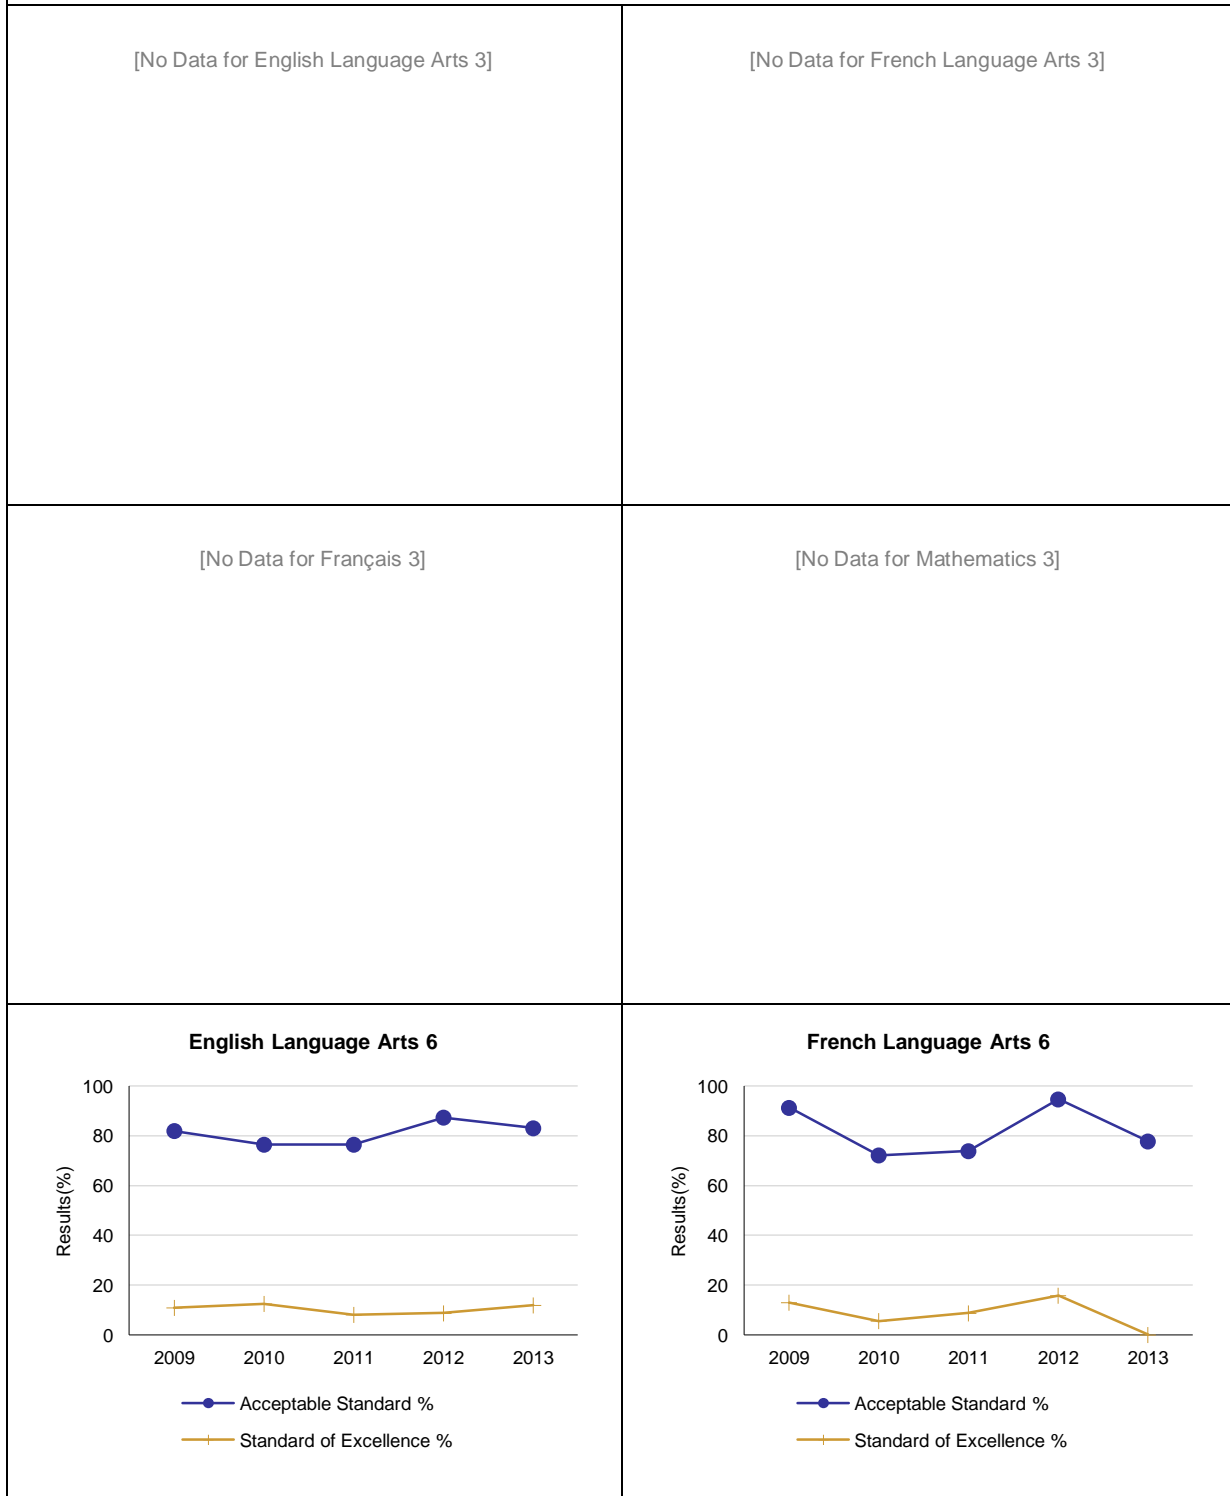 [No Data for English Language Arts 3]
[No Data for French Language Arts 3]
[No Data for Français 3]
[No Data for Mathematics 3]
English Language Arts 6
100
80
60
40
20
0
Results(%)
2009 2010 2011 2012 2013
Acceptable Standard %
Standard of Excellence %
French Language Arts 6
100
80
60
40
20
0
Results(%)
2009 2010 2011 2012 2013
Acceptable Standard %
Standard of Excellence %